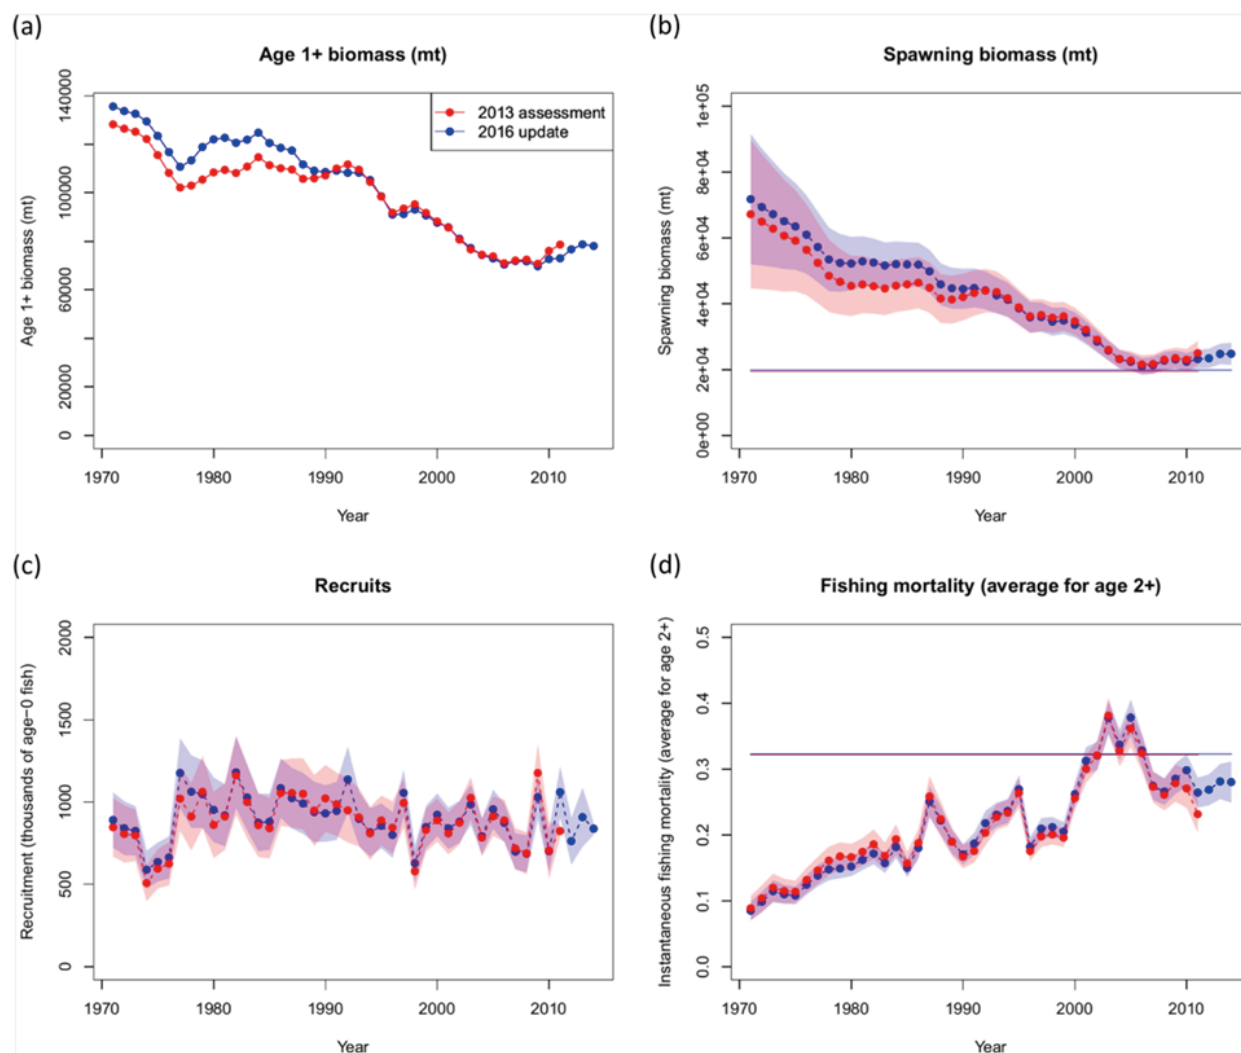 (a)
Age 1+ biomass (mt)
Age 1+ biomass (mt)
140000
100000
60000
20000
0
2013 assessment
2016 update
1970 1980 1990 2000 2010
Year
(b)
Spawning biomass (mt)
Spawning biomass (mt)
1e+05
8e+04
6e+04
4e+04
2e+04
0e+00
1970 1980 1990 2000 2010
Year
(c)
Recruits
Recruitment (thousands of age-0 fish)
2000
1500
1000
500
0
1970 1980 1990 2000 2010
Year
(d)
Fishing mortality (average for age 2+)
Instantaneous fishing mortality (average for age 2+)
0.5
0.4
0.3
0.2
0.1
0.0
1970 1980 1990 2000 2010
Year